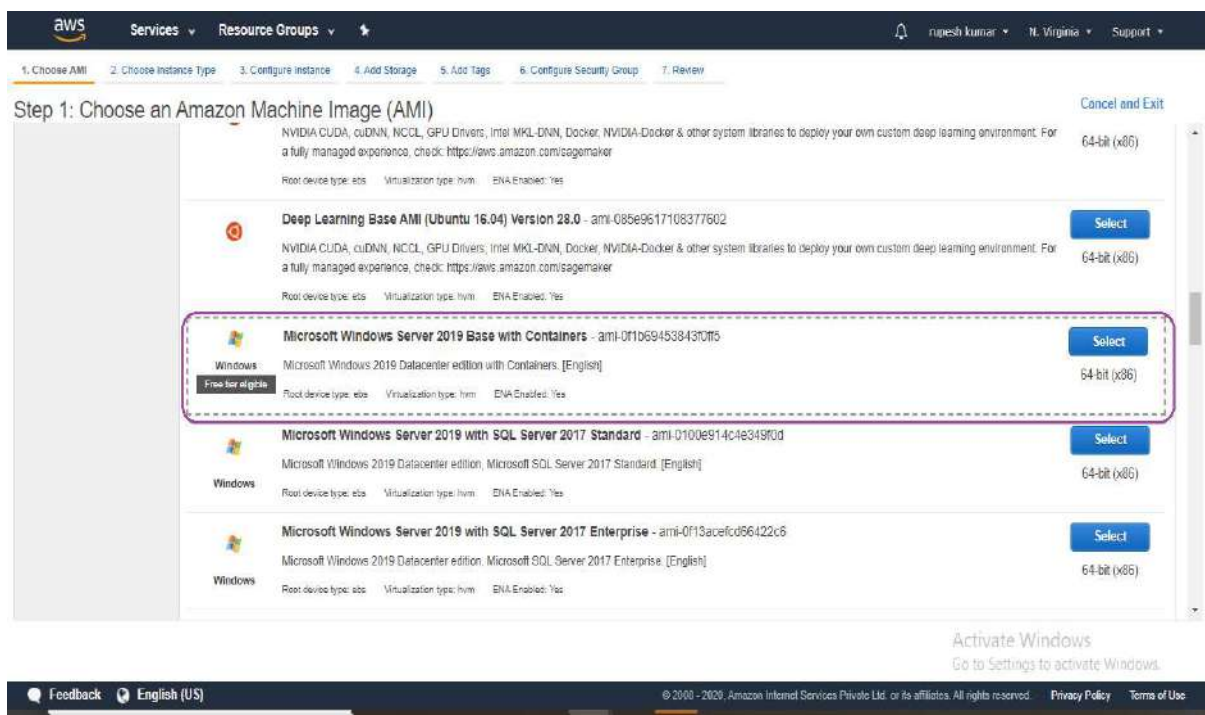 aws
Services
Resource Groups
rupesh kumar
N. Virginia
Support
1. Choose AMI
2. Choose Instance Type
3. Configure Instance
4. Add Storage
5. Add Tags
6. Configure Security Group
7. Review
Step 1: Choose an Amazon Machine Image (AMI)
Cancel and Exit
NVIDIA CUDA, cuDNN, NCCL, GPU Drivers, Intel MKL-DNN, Docker, NVIDIA-Docker & other system libraries to deploy your own custom deep learning environment. For
a fully managed experience, check: https://aws.amazon.com/sagemaker
64-bit (x86)
Root device type: ebs Virtualization type: hvm ENA Enabled: Yes
Deep Learning Base AMI (Ubuntu 16.04) Version 28.0 - ami-085e9617108377602
Select
NVIDIA CUDA, cuDNN, NCCL, GPU Drivers, Intel MKL-DNN, Docker, NVIDIA-Docker & other system libraries to deploy your own custom deep learning environment. For
a fully managed experience, check: https://aws.amazon.com/sagemaker
64-bit (x86)
Root device type: ebs Virtualization type: hvm ENA Enabled: Yes
Microsoft Windows Server 2019 Base with Containers - ami-0f1b69453843f0ff5
Select
Windows
Free tier eligible
Microsoft Windows 2019 Datacenter edition with Containers. [English]
64-bit (x86)
Root device type: ebs Virtualization type: hvm ENA Enabled: Yes
Microsoft Windows Server 2019 with SQL Server 2017 Standard - ami-0100e914c4e349f0d
Select
Windows
Microsoft Windows 2019 Datacenter edition, Microsoft SQL Server 2017 Standard. [English]
64-bit (x86)
Root device type: ebs Virtualization type: hvm ENA Enabled: Yes
Microsoft Windows Server 2019 with SQL Server 2017 Enterprise - ami-0f13acefcd66422c6
Select
Windows
Microsoft Windows 2019 Datacenter edition, Microsoft SQL Server 2017 Enterprise. [English]
64-bit (x86)
Root device type: ebs Virtualization type: hvm ENA Enabled: Yes
Activate Windows
Go to Settings to activate Windows.
Feedback
English (US)
© 2008 - 2020, Amazon Internet Services Private Ltd. or its affiliates. All rights reserved.
Privacy Policy
Terms of Use